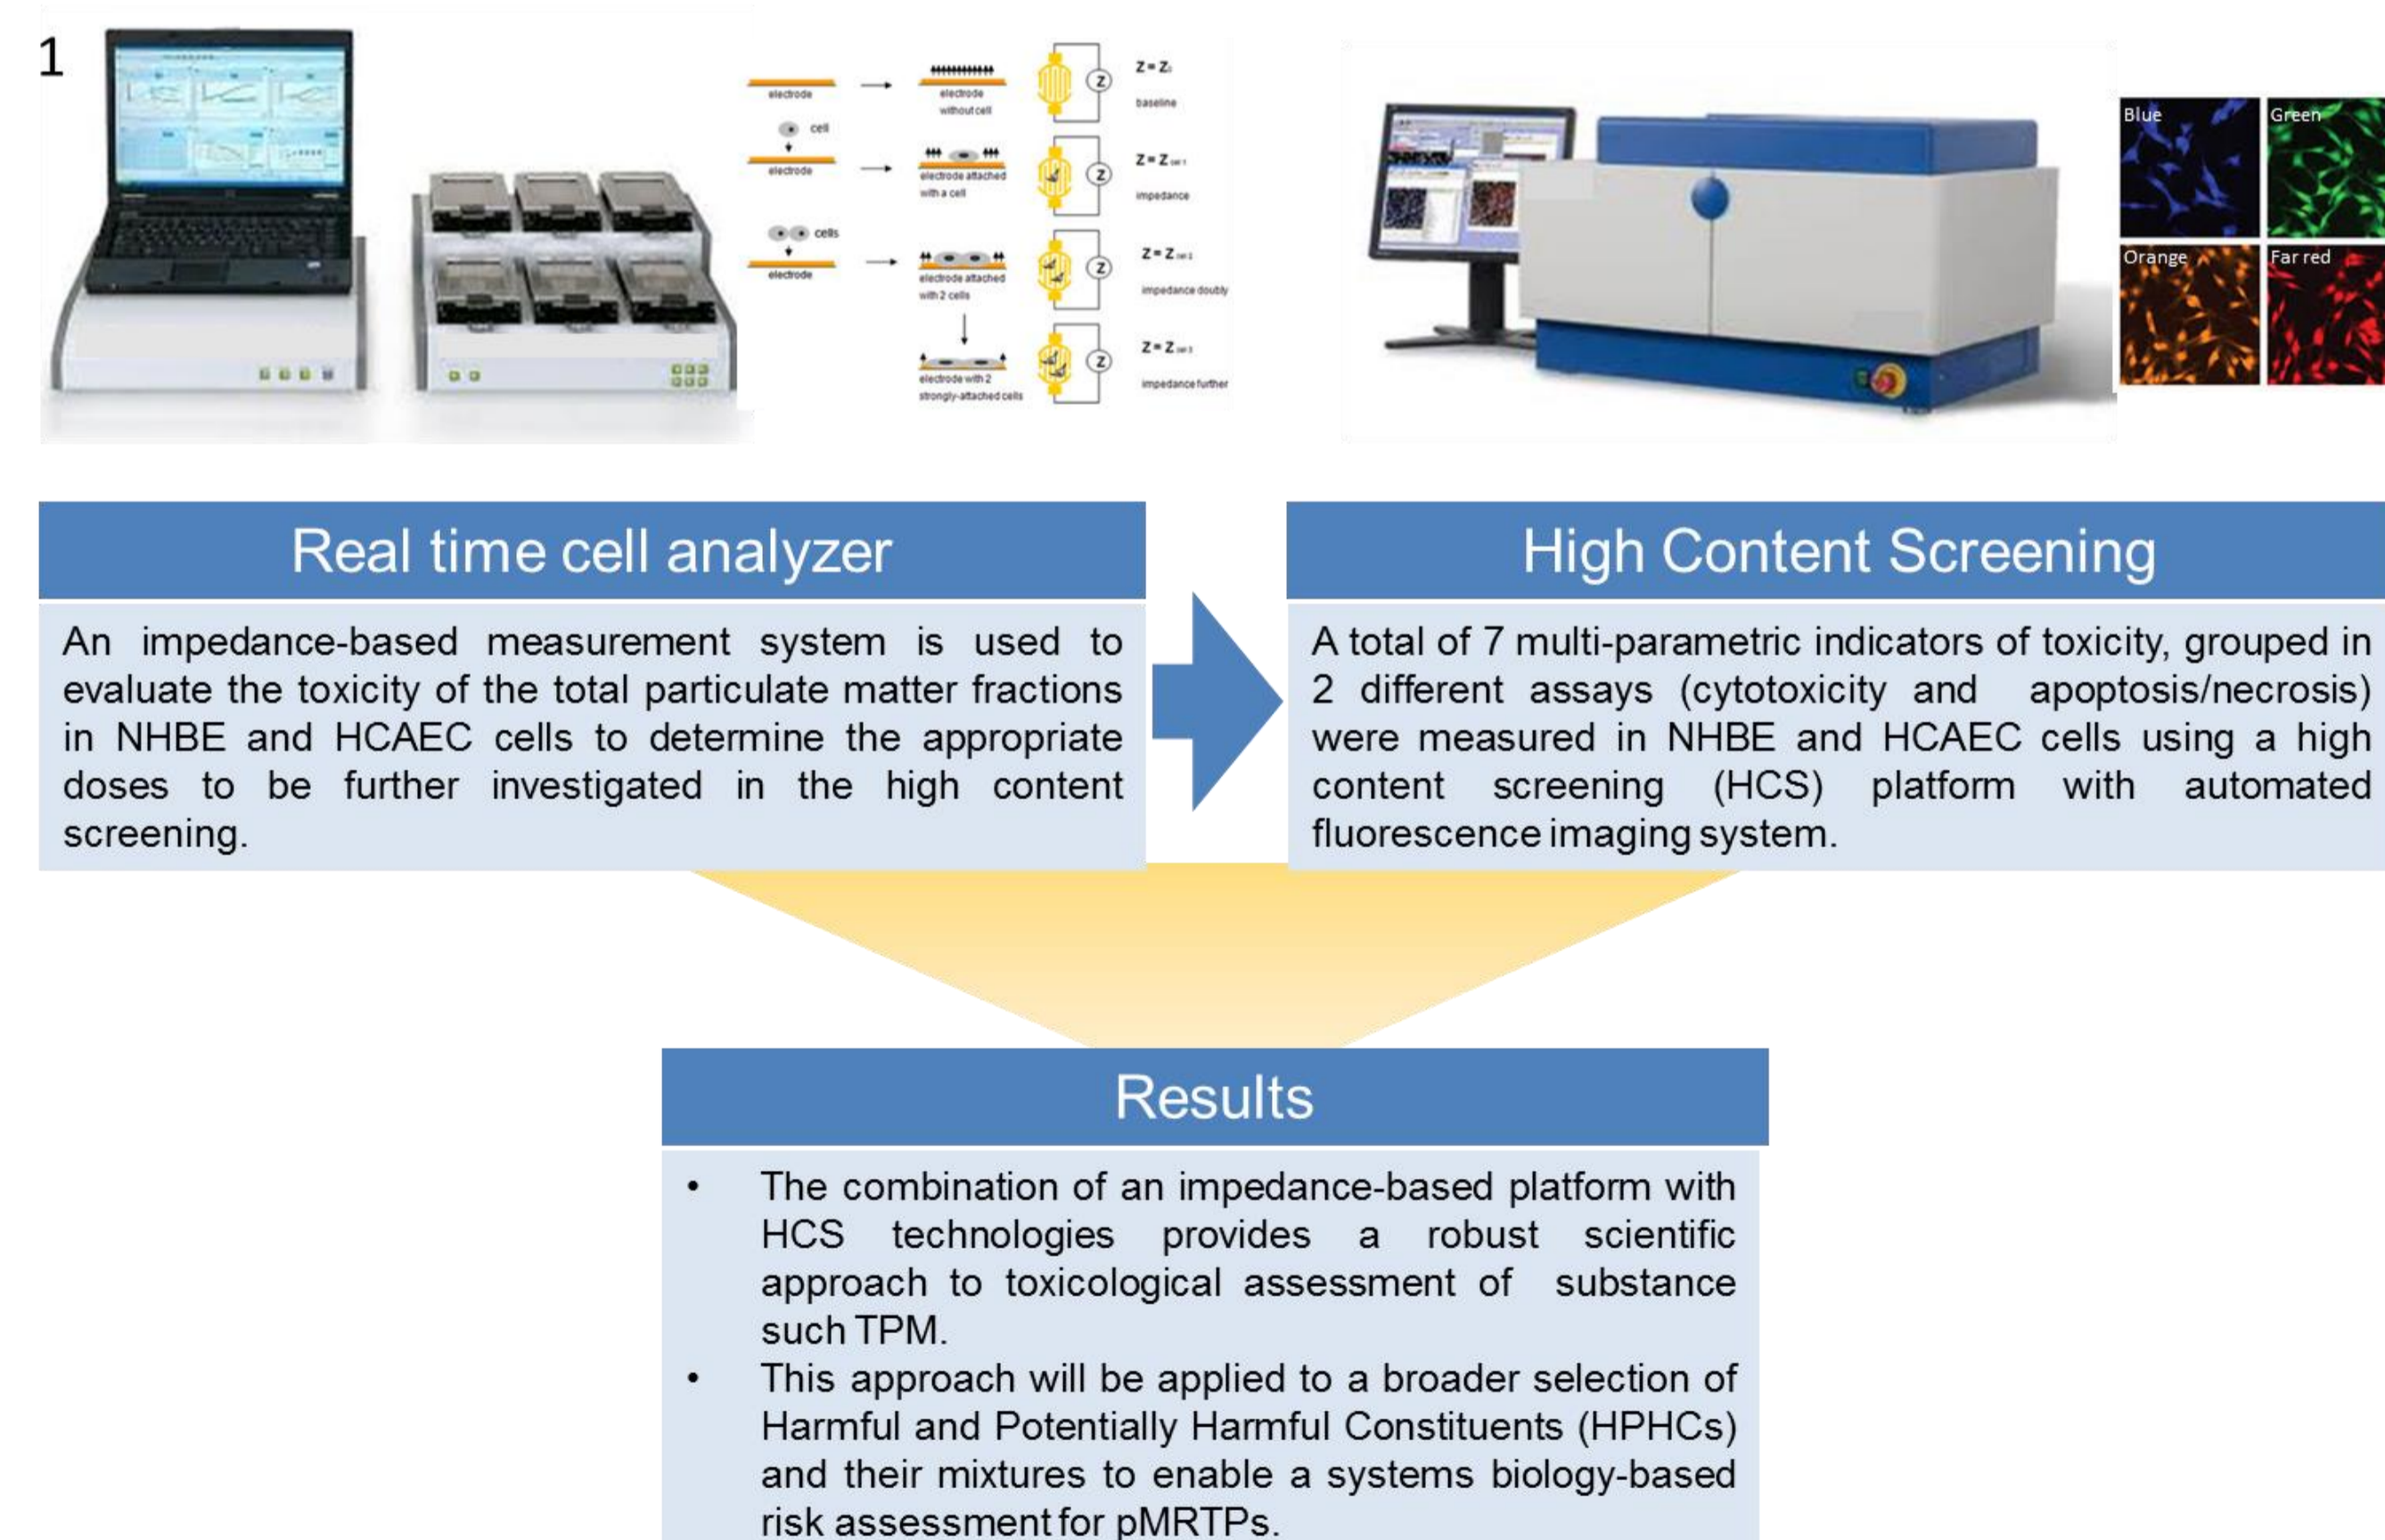 1
electrode
electrode
without cell
Z
Z = Z₀
baseline
cell
electrode
electrode attached
with a cell
Z
Z = Z cell 1
impedance
cells
electrode
electrode attached
with 2 cells
Z
Z = Z cell 2
impedance doubly
electrode with 2
strongly-attached cells
Z
Z = Z cell 3
impedance further
Blue
Green
Orange
Far red
Real time cell analyzer
An impedance-based measurement system is used to
evaluate the toxicity of the total particulate matter fractions
in NHBE and HCAEC cells to determine the appropriate
doses to be further investigated in the high content
screening.
High Content Screening
A total of 7 multi-parametric indicators of toxicity, grouped in
2 different assays (cytotoxicity and apoptosis/necrosis)
were measured in NHBE and HCAEC cells using a high
content screening (HCS) platform with automated
fluorescence imaging system.
Results
• The combination of an impedance-based platform with
HCS technologies provides a robust scientific
approach to toxicological assessment of substance
such TPM.
• This approach will be applied to a broader selection of
Harmful and Potentially Harmful Constituents (HPHCs)
and their mixtures to enable a systems biology-based
risk assessment for pMRTPs.